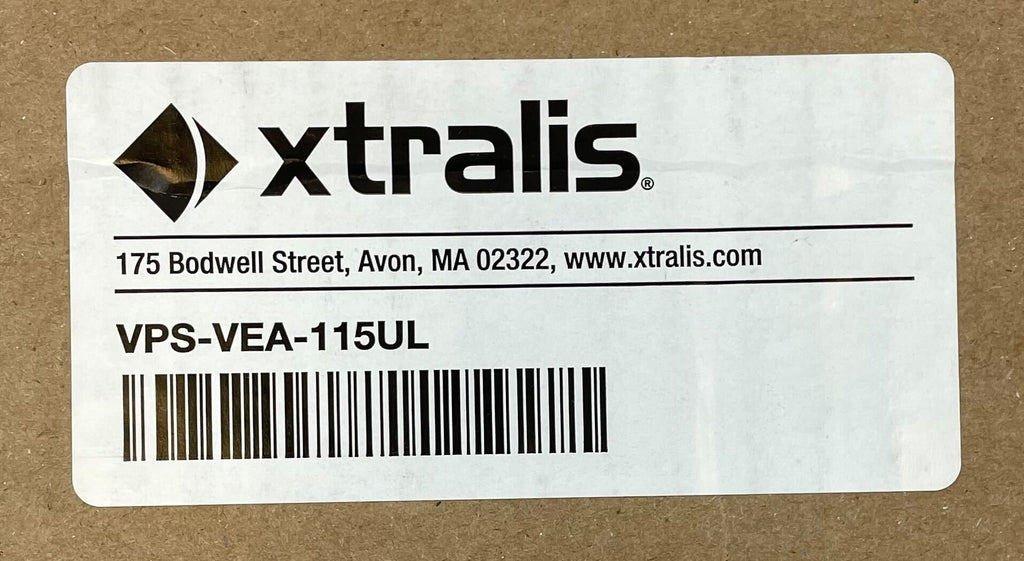 xtralis®
175 Bodwell Street, Avon, MA 02322, www.xtralis.com
VPS-VEA-115UL